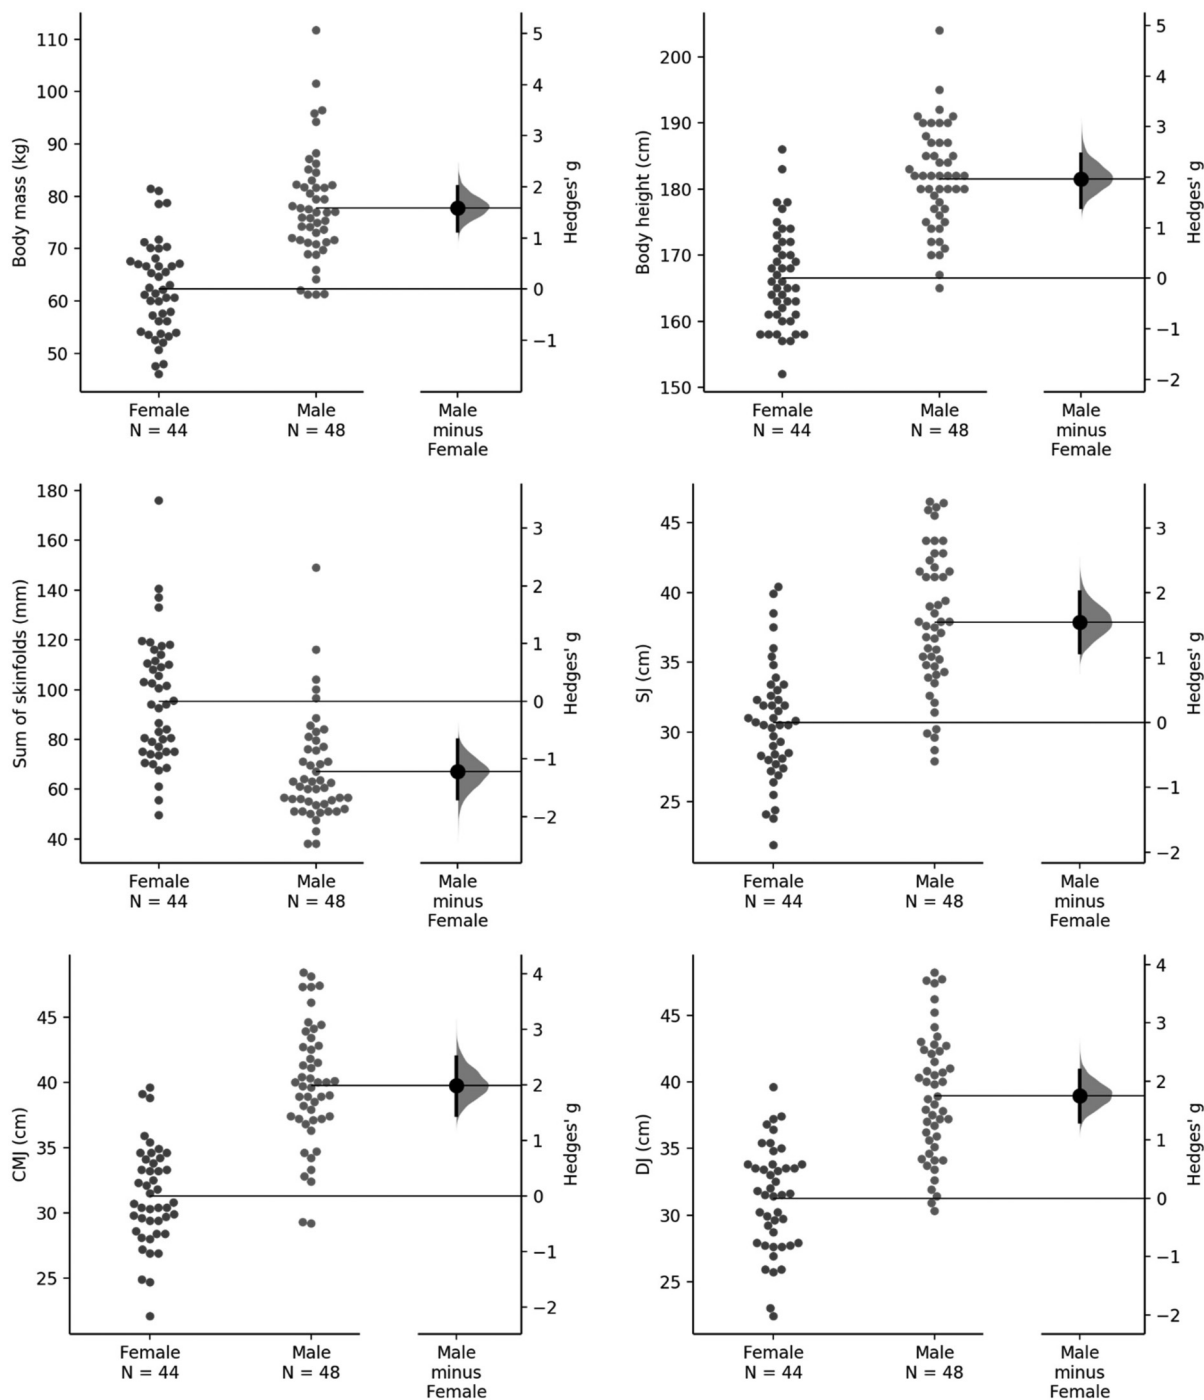 110
100
90
80
70
60
50
Body mass (kg)
5
4
3
2
1
0
−1
Hedges' g
Female
N = 44
Male
N = 48
Male
minus
Female
200
190
180
170
160
150
Body height (cm)
5
4
3
2
1
0
−1
−2
Hedges' g
Female
N = 44
Male
N = 48
Male
minus
Female
180
160
140
120
100
80
60
40
Sum of skinfolds (mm)
3
2
1
0
−1
−2
Hedges' g
Female
N = 44
Male
N = 48
Male
minus
Female
45
40
35
30
25
SJ (cm)
3
2
1
0
−1
−2
Hedges' g
Female
N = 44
Male
N = 48
Male
minus
Female
45
40
35
30
25
CMJ (cm)
4
3
2
1
0
−1
−2
Hedges' g
Female
N = 44
Male
N = 48
Male
minus
Female
45
40
35
30
25
DJ (cm)
4
3
2
1
0
−1
−2
Hedges' g
Female
N = 44
Male
N = 48
Male
minus
Female